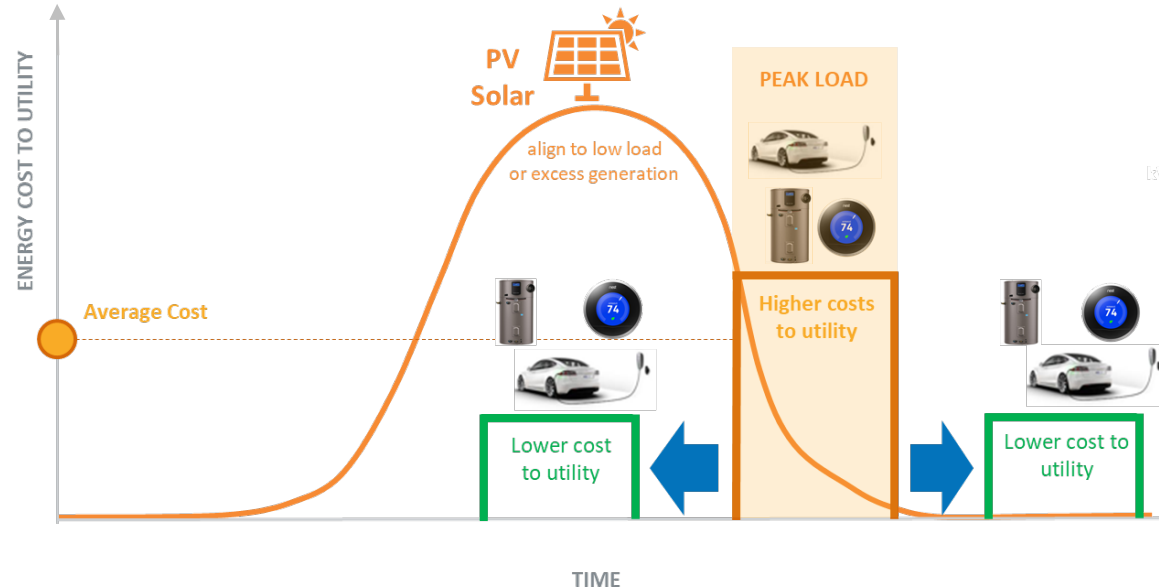 ENERGY COST TO UTILITY
PV
Solar
PEAK LOAD
align to low load
or excess generation
74
74
74
Average Cost
Higher costs
to utility
Lower cost
to utility
Lower cost to
utility
TIME